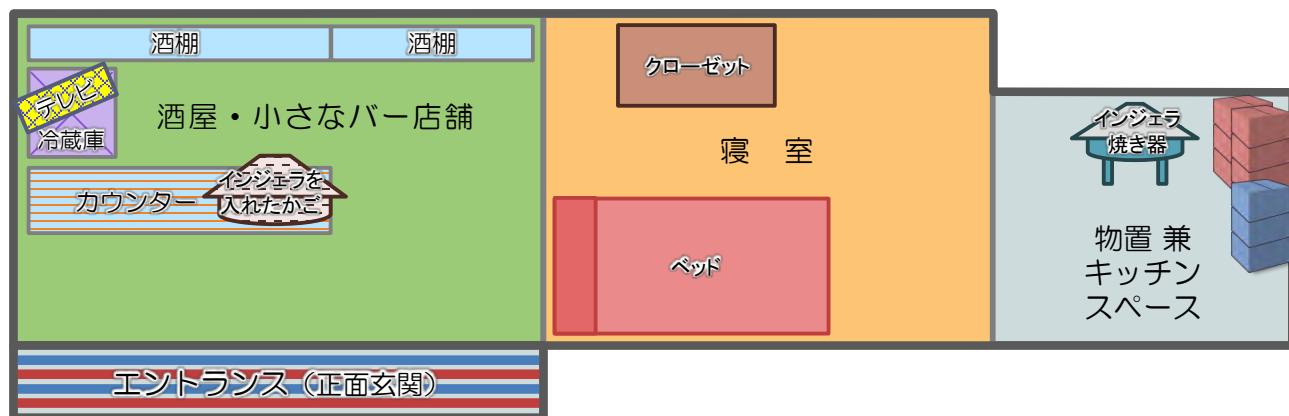 酒棚
酒棚
テレビ
冷蔵庫
酒屋・小さなバー店舗
カウンター
インジェラを
入れたかご
クローゼット
寝　室
ベッド
インジェラ
焼き器
物置 兼
キッチン
スペース
エントランス（正面玄関）